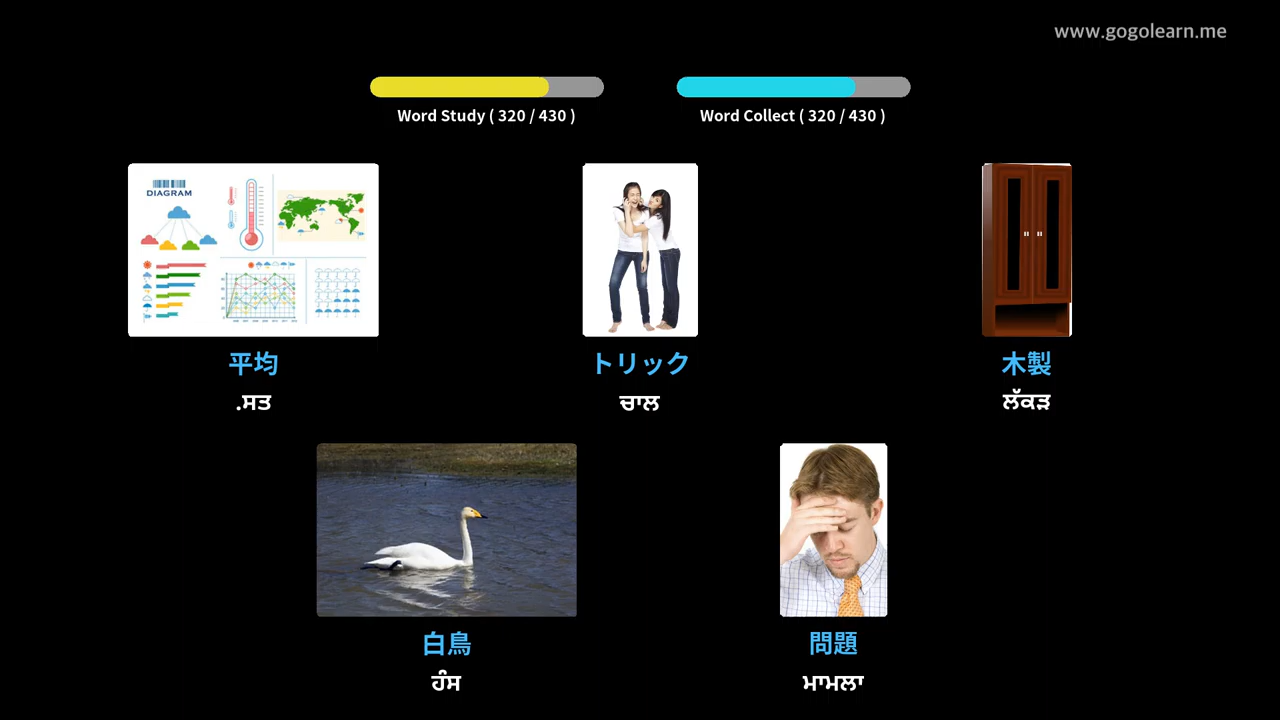 www.gogolearn.me
Word Study ( 320 / 430 )
Word Collect ( 320 / 430 )
DIAGRAM
平均
.ਸਤ
トリック
ਚਾਲ
木製
ਲੱਕੜ
白鳥
ਹੰਸ
問題
ਮਾਮਲਾ